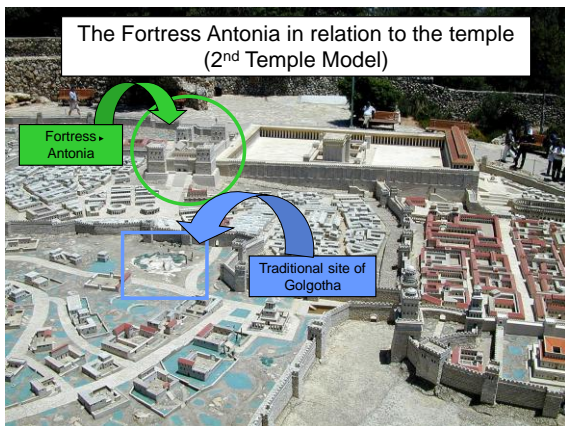 The Fortress Antonia in relation to the temple
(2nd Temple Model)
Fortress
Antonia
Traditional site of
Golgotha